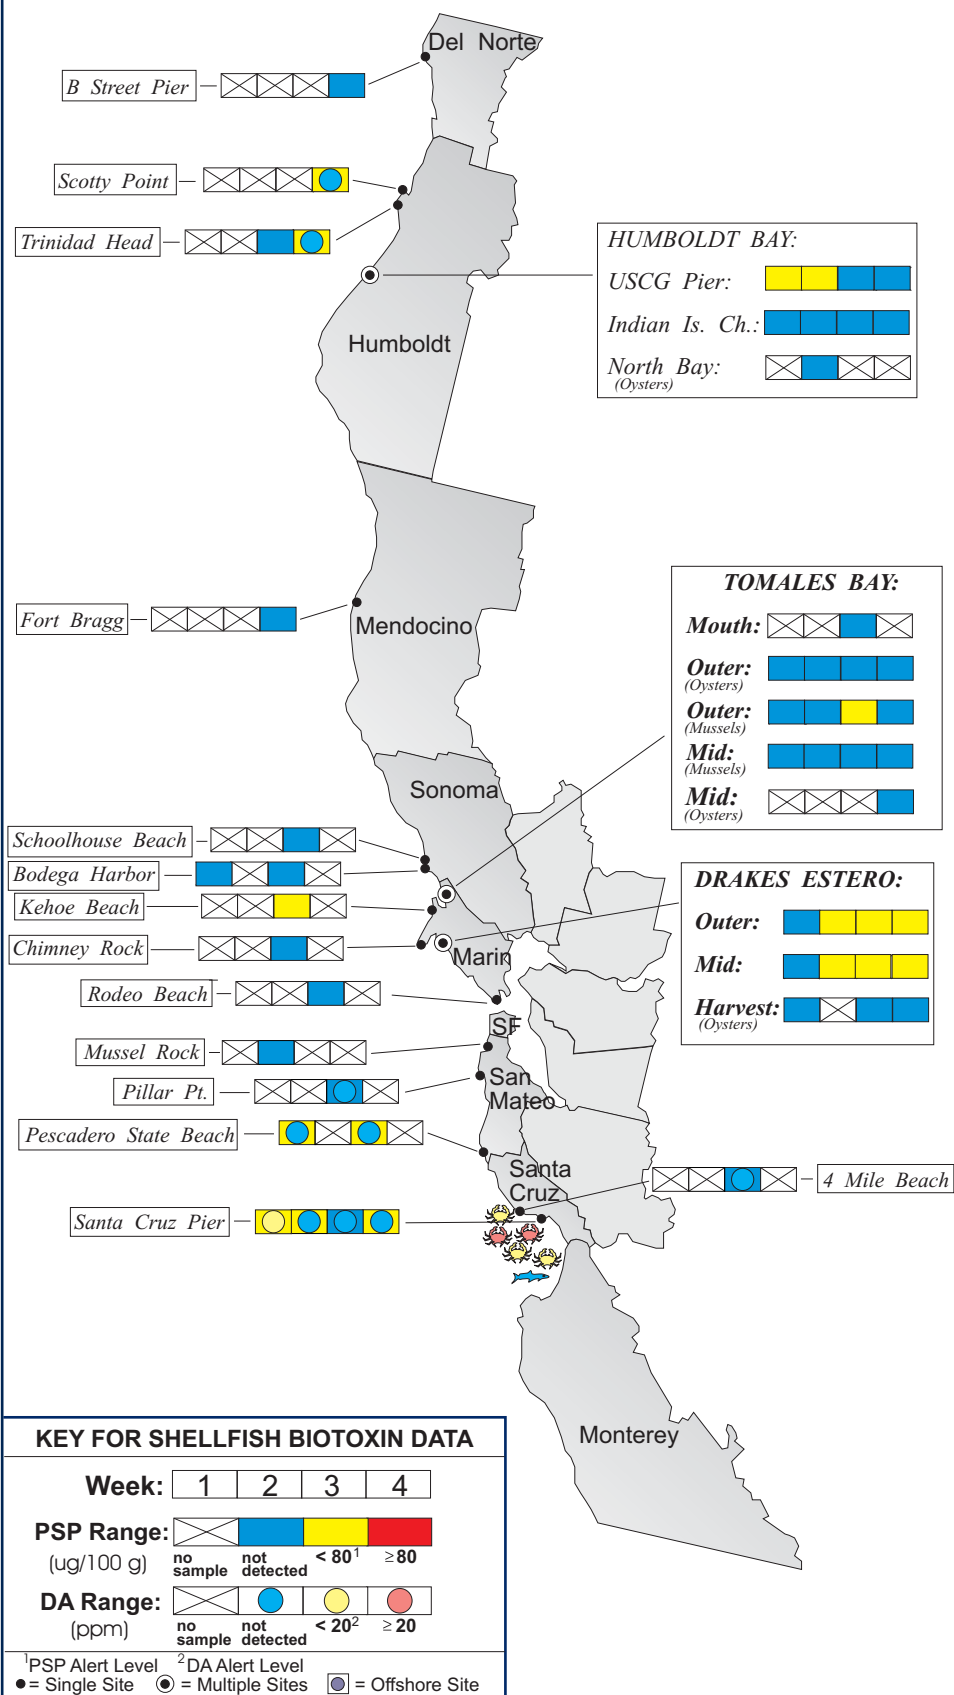 Del Norte
B Street Pier
Scotty Point
Trinidad Head
HUMBOLDT BAY:
USCG Pier:
Indian Is. Ch.:
North Bay:
(Oysters)
Humboldt
Fort Bragg
Mendocino
TOMALES BAY:
Mouth:
Outer:
(Oysters)
Outer:
(Mussels)
Mid:
(Mussels)
Mid:
(Oysters)
Sonoma
Schoolhouse Beach
Bodega Harbor
Kehoe Beach
Chimney Rock
Marin
DRAKES ESTERO:
Outer:
Mid:
Harvest:
(Oysters)
Rodeo Beach
SF
Mussel Rock
Pillar Pt.
San
Mateo
Pescadero State Beach
Santa
Cruz
4 Mile Beach
Santa Cruz Pier
Monterey
KEY FOR SHELLFISH BIOTOXIN DATA
Week: 1 2 3 4
PSP Range:
(ug/100 g)
no sample not detected < 80¹ ≥ 80
DA Range:
(ppm)
no sample not detected < 20² ≥ 20
¹PSP Alert Level ²DA Alert Level
= Single Site = Multiple Sites = Offshore Site